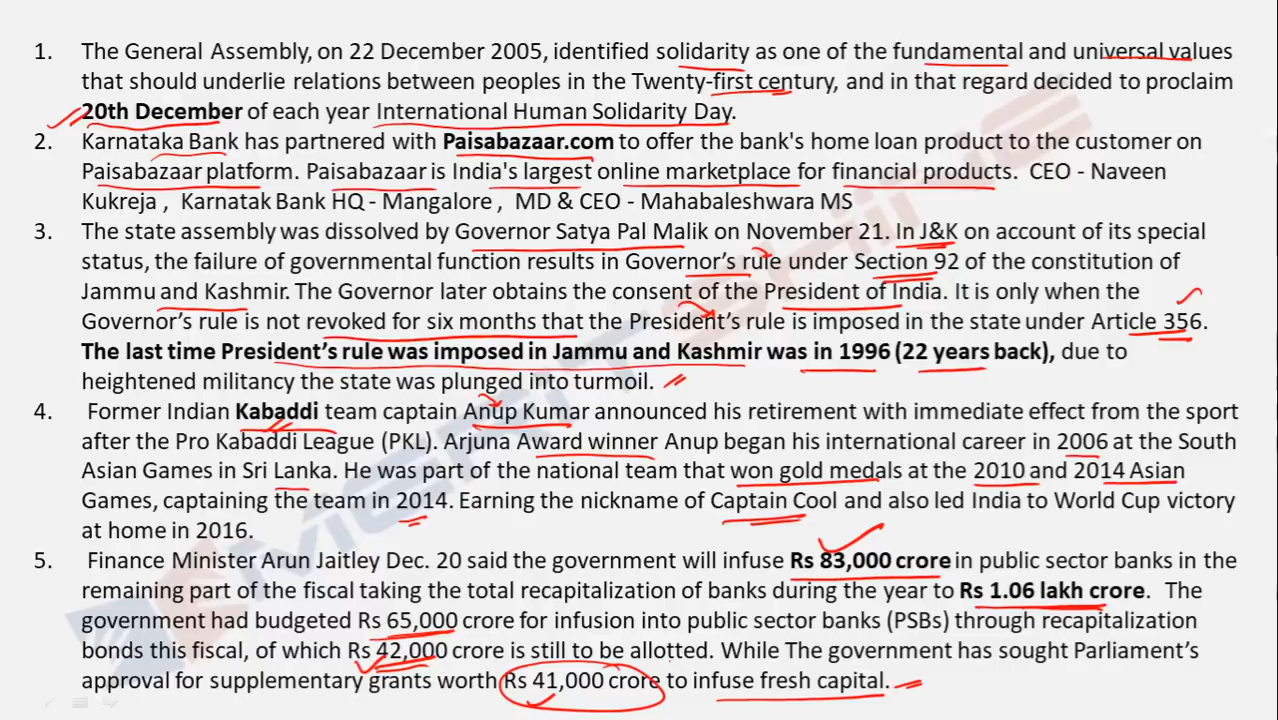 1. The General Assembly, on 22 December 2005, identified solidarity as one of the fundamental and universal values
that should underlie relations between peoples in the Twenty-first century, and in that regard decided to proclaim
20th December of each year International Human Solidarity Day.
2. Karnataka Bank has partnered with Paisabazaar.com to offer the bank's home loan product to the customer on
Paisabazaar platform. Paisabazaar is India's largest online marketplace for financial products. CEO - Naveen
Kukreja , Karnatak Bank HQ - Mangalore , MD & CEO - Mahabaleshwara MS
3. The state assembly was dissolved by Governor Satya Pal Malik on November 21. In J&K on account of its special
status, the failure of governmental function results in Governor’s rule under Section 92 of the constitution of
Jammu and Kashmir. The Governor later obtains the consent of the President of India. It is only when the
Governor’s rule is not revoked for six months that the President’s rule is imposed in the state under Article 356.
The last time President’s rule was imposed in Jammu and Kashmir was in 1996 (22 years back), due to
heightened militancy the state was plunged into turmoil.
4. Former Indian Kabaddi team captain Anup Kumar announced his retirement with immediate effect from the sport
after the Pro Kabaddi League (PKL). Arjuna Award winner Anup began his international career in 2006 at the South
Asian Games in Sri Lanka. He was part of the national team that won gold medals at the 2010 and 2014 Asian
Games, captaining the team in 2014. Earning the nickname of Captain Cool and also led India to World Cup victory
at home in 2016.
5. Finance Minister Arun Jaitley Dec. 20 said the government will infuse Rs 83,000 crore in public sector banks in the
remaining part of the fiscal taking the total recapitalization of banks during the year to Rs 1.06 lakh crore. The
government had budgeted Rs 65,000 crore for infusion into public sector banks (PSBs) through recapitalization
bonds this fiscal, of which Rs 42,000 crore is still to be allotted. While The government has sought Parliament’s
approval for supplementary grants worth Rs 41,000 crore to infuse fresh capital.
MERIT SHINE